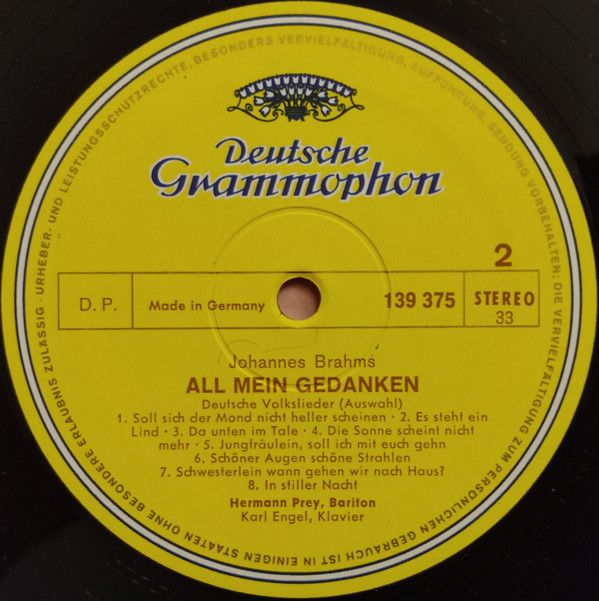 URHEBER- UND LEISTUNGSSCHUTZRECHTE, BESONDERS VERVIELFÄLTIGUNG, AUFFÜHRUNG, SENDUNG VORBEHALTEN; DIE VERVIELFÄLTIGUNG ZUM PERSÖNLICHEN GEBRAUCH IST IN EINIGEN STAATEN OHNE BESONDERE ERLAUBNIS ZULÄSSIG ·
Deutsche
Grammophon
2
D. P.
Made in Germany
139 375
STEREO
33
Johannes Brahms
ALL MEIN GEDANKEN
Deutsche Volkslieder (Auswahl)
1. Soll sich der Mond nicht heller scheinen · 2. Es steht ein
Lind · 3. Da unten im Tale · 4. Die Sonne scheint nicht
mehr · 5. Jungfräulein, soll ich mit euch gehn
6. Schöner Augen schöne Strahlen
7. Schwesterlein wann gehen wir nach Haus?
8. In stiller Nacht
Hermann Prey, Bariton
Karl Engel, Klavier